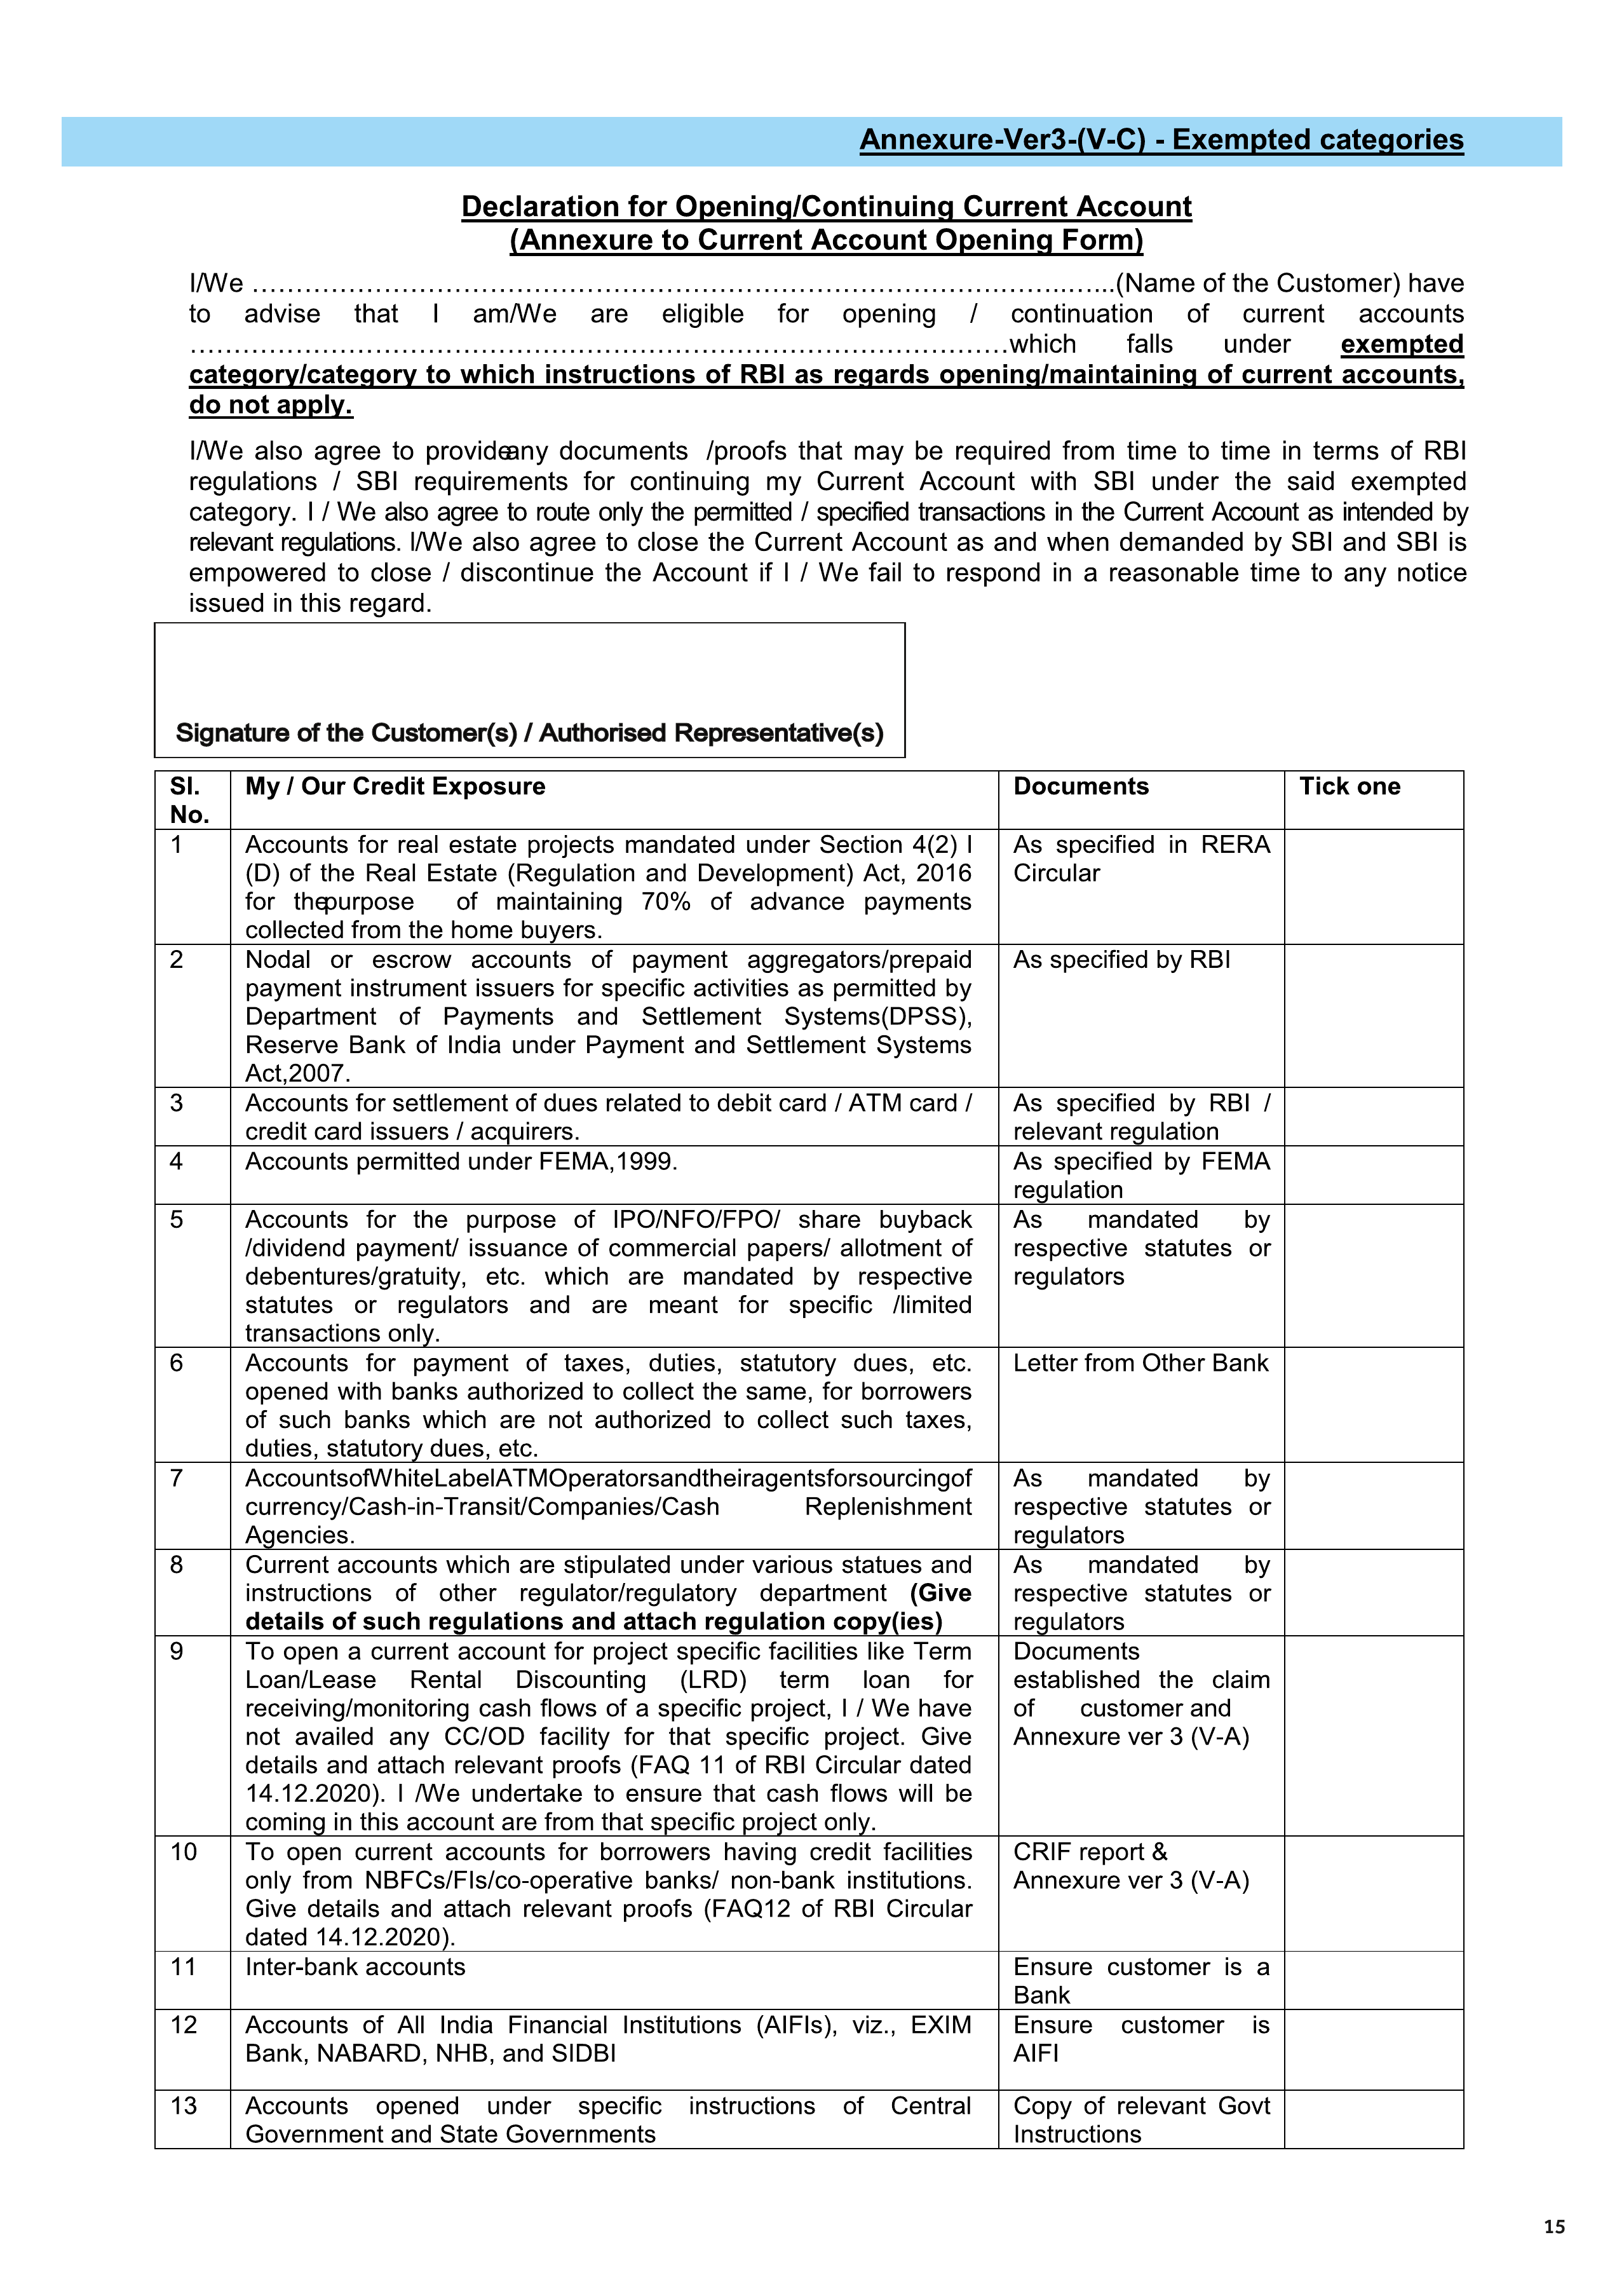 Annexure-Ver3-(V-C) - Exempted categories
Declaration for Opening/Continuing Current Account
(Annexure to Current Account Opening Form)
I/We ……………………………………………………………………………………..(Name of the Customer) have
to advise that I am/We are eligible for opening / continuation of current accounts
…………………………………………………………………………………which falls under exempted
category/category to which instructions of RBI as regards opening/maintaining of current accounts,
do not apply.
I/We also agree to provideany documents /proofs that may be required from time to time in terms of RBI
regulations / SBI requirements for continuing my Current Account with SBI under the said exempted
category. I / We also agree to route only the permitted / specified transactions in the Current Account as intended by
relevant regulations. I/We also agree to close the Current Account as and when demanded by SBI and SBI is
empowered to close / discontinue the Account if I / We fail to respond in a reasonable time to any notice
issued in this regard.
Signature of the Customer(s) / Authorised Representative(s)
Sl. My / Our Credit Exposure Documents Tick one
No.
1 Accounts for real estate projects mandated under Section 4(2) I As specified in RERA
(D) of the Real Estate (Regulation and Development) Act, 2016 Circular
for thepurpose of maintaining 70% of advance payments
collected from the home buyers.
2 Nodal or escrow accounts of payment aggregators/prepaid As specified by RBI
payment instrument issuers for specific activities as permitted by
Department of Payments and Settlement Systems(DPSS),
Reserve Bank of India under Payment and Settlement Systems
Act,2007.
3 Accounts for settlement of dues related to debit card / ATM card / As specified by RBI /
credit card issuers / acquirers. relevant regulation
4 Accounts permitted under FEMA,1999. As specified by FEMA
regulation
5 Accounts for the purpose of IPO/NFO/FPO/ share buyback As mandated by
/dividend payment/ issuance of commercial papers/ allotment of respective statutes or
debentures/gratuity, etc. which are mandated by respective regulators
statutes or regulators and are meant for specific /limited
transactions only.
6 Accounts for payment of taxes, duties, statutory dues, etc. Letter from Other Bank
opened with banks authorized to collect the same, for borrowers
of such banks which are not authorized to collect such taxes,
duties, statutory dues, etc.
7 AccountsofWhiteLabelATMOperatorsandtheiragentsforsourcingof As mandated by
currency/Cash-in-Transit/Companies/Cash Replenishment respective statutes or
Agencies. regulators
8 Current accounts which are stipulated under various statues and As mandated by
instructions of other regulator/regulatory department (Give respective statutes or
details of such regulations and attach regulation copy(ies) regulators
9 To open a current account for project specific facilities like Term Documents
Loan/Lease Rental Discounting (LRD) term loan for established the claim
receiving/monitoring cash flows of a specific project, I / We have of customer and
not availed any CC/OD facility for that specific project. Give Annexure ver 3 (V-A)
details and attach relevant proofs (FAQ 11 of RBI Circular dated
14.12.2020). I /We undertake to ensure that cash flows will be
coming in this account are from that specific project only.
10 To open current accounts for borrowers having credit facilities CRIF report &
only from NBFCs/FIs/co-operative banks/ non-bank institutions. Annexure ver 3 (V-A)
Give details and attach relevant proofs (FAQ12 of RBI Circular
dated 14.12.2020).
11 Inter-bank accounts Ensure customer is a
Bank
12 Accounts of All India Financial Institutions (AIFIs), viz., EXIM Ensure customer is
Bank, NABARD, NHB, and SIDBI AIFI
13 Accounts opened under specific instructions of Central Copy of relevant Govt
Government and State Governments Instructions
15